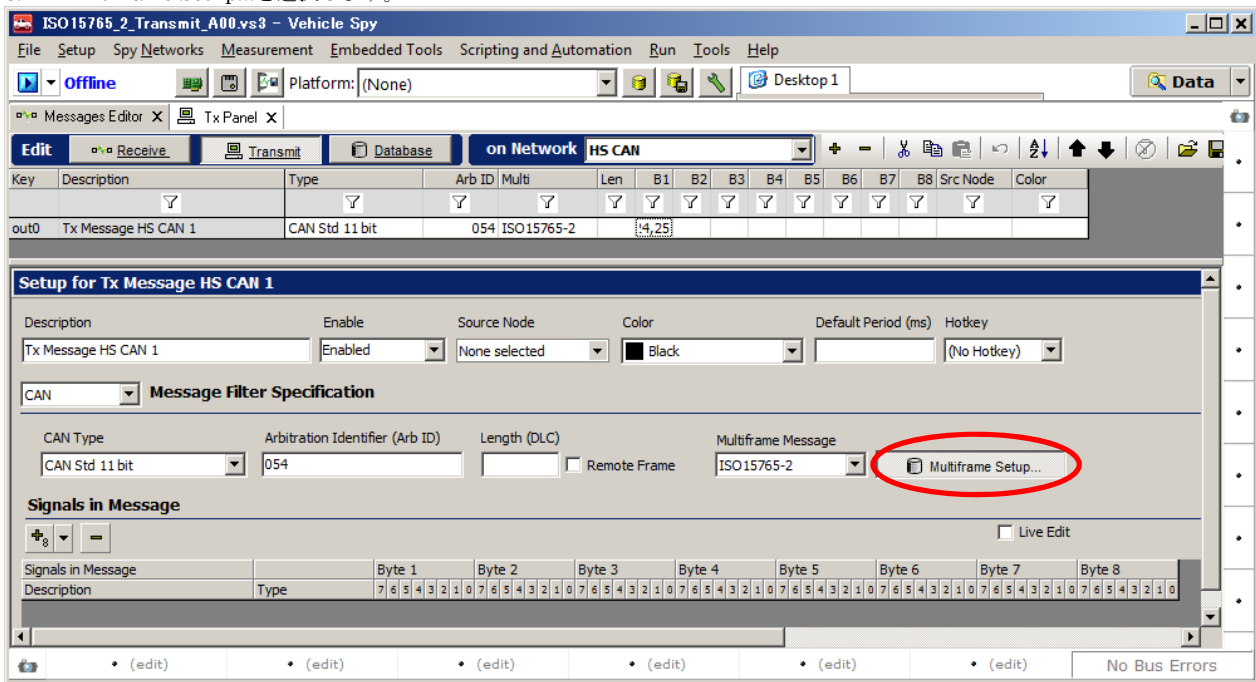 ISO15765_2_Transmit_A00.vs3 – Vehicle Spy
File Setup Spy Networks Measurement Embedded Tools Scripting and Automation Run Tools Help
Offline Platform: (None) Desktop 1 Data
Messages Editor X Tx Panel X
Edit Receive Transmit Database on Network HS CAN
Key Description Type Arb ID Multi Len B1 B2 B3 B4 B5 B6 B7 B8 Src Node Color
out0 Tx Message HS CAN 1 CAN Std 11 bit 054 ISO15765-2 !4,25
Setup for Tx Message HS CAN 1
Description Enable Source Node Color Default Period (ms) Hotkey
Tx Message HS CAN 1 Enabled None selected Black (No Hotkey)
CAN Message Filter Specification
CAN Type Arbitration Identifier (Arb ID) Length (DLC) Multiframe Message
CAN Std 11 bit 054 Remote Frame ISO15765-2 Multiframe Setup...
Signals in Message
8 Live Edit
Signals in Message Byte 1 Byte 2 Byte 3 Byte 4 Byte 5 Byte 6 Byte 7 Byte 8
Description Type 7 6 5 4 3 2 1 0 7 6 5 4 3 2 1 0 7 6 5 4 3 2 1 0 7 6 5 4 3 2 1 0 7 6 5 4 3 2 1 0 7 6 5 4 3 2 1 0 7 6 5 4 3 2 1 0 7 6 5 4 3 2 1 0
(edit) (edit) (edit) (edit) (edit) (edit) No Bus Errors